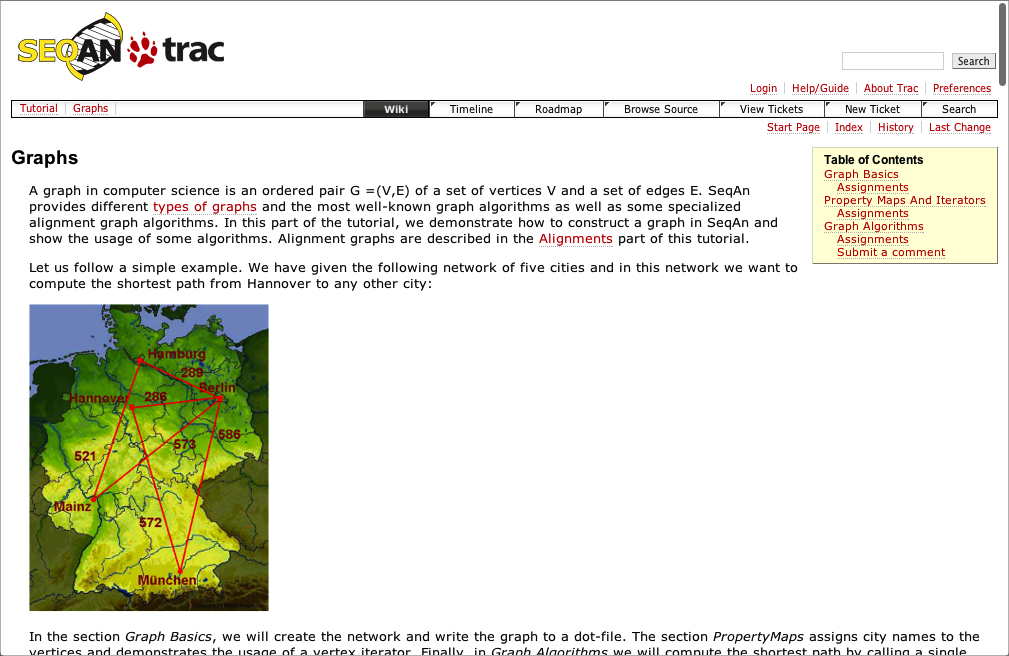 SEQAN trac
Search
Login Help/Guide About Trac Preferences
Tutorial Graphs Wiki Timeline Roadmap Browse Source View Tickets New Ticket Search
Start Page Index History Last Change
Graphs
A graph in computer science is an ordered pair G =(V,E) of a set of vertices V and a set of edges E. SeqAn
provides different types of graphs and the most well-known graph algorithms as well as some specialized
alignment graph algorithms. In this part of the tutorial, we demonstrate how to construct a graph in SeqAn and
show the usage of some algorithms. Alignment graphs are described in the Alignments part of this tutorial.
Table of Contents
Graph Basics
Assignments
Property Maps And Iterators
Assignments
Graph Algorithms
Assignments
Submit a comment
Let us follow a simple example. We have given the following network of five cities and in this network we want to
compute the shortest path from Hannover to any other city:
Hamburg
289
Berlin
Hannover 286
586
573
521
Mainz
572
München
In the section Graph Basics, we will create the network and write the graph to a dot-file. The section PropertyMaps assigns city names to the
vertices and demonstrates the usage of a vertex iterator. Finally, in Graph Algorithms we will compute the shortest path by calling a single